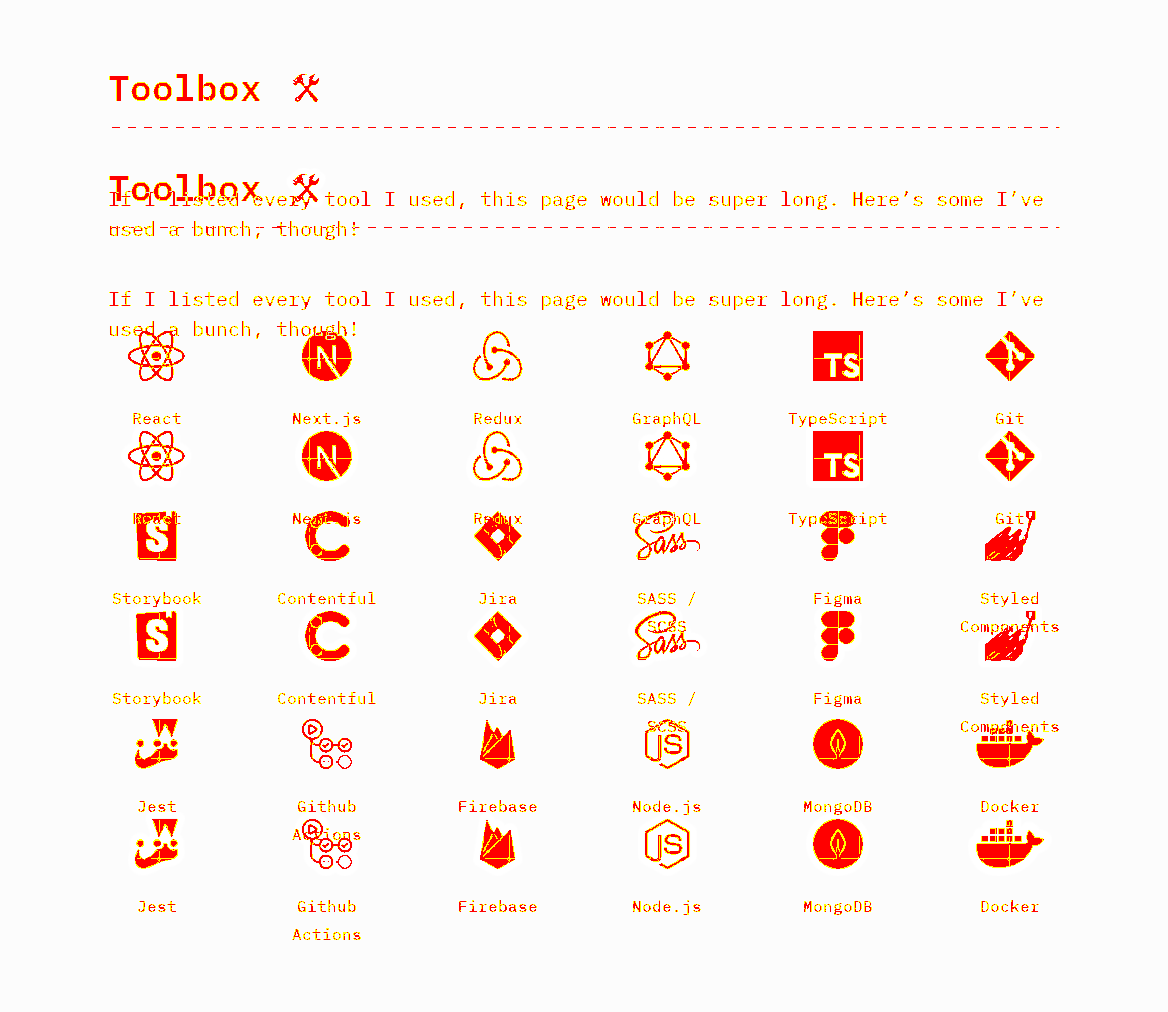 Toolbox 🛠
Toolbox 🛠
If I listed every tool I used, this page would be super long. Here’s some I’ve
used a bunch, though!
If I listed every tool I used, this page would be super long. Here’s some I’ve
used a bunch, though!
N TS
React Next.js Redux GraphQL TypeScript Git
N TS
React Next.js Redux GraphQL TypeScript Git
S C Sass
Storybook Contentful Jira SASS / Figma Styled
SCSS Components
S C Sass
Storybook Contentful Jira SASS / Figma Styled
SCSS Components
JS
Jest Github Firebase Node.js MongoDB Docker
Actions
JS
Jest Github Firebase Node.js MongoDB Docker
Actions